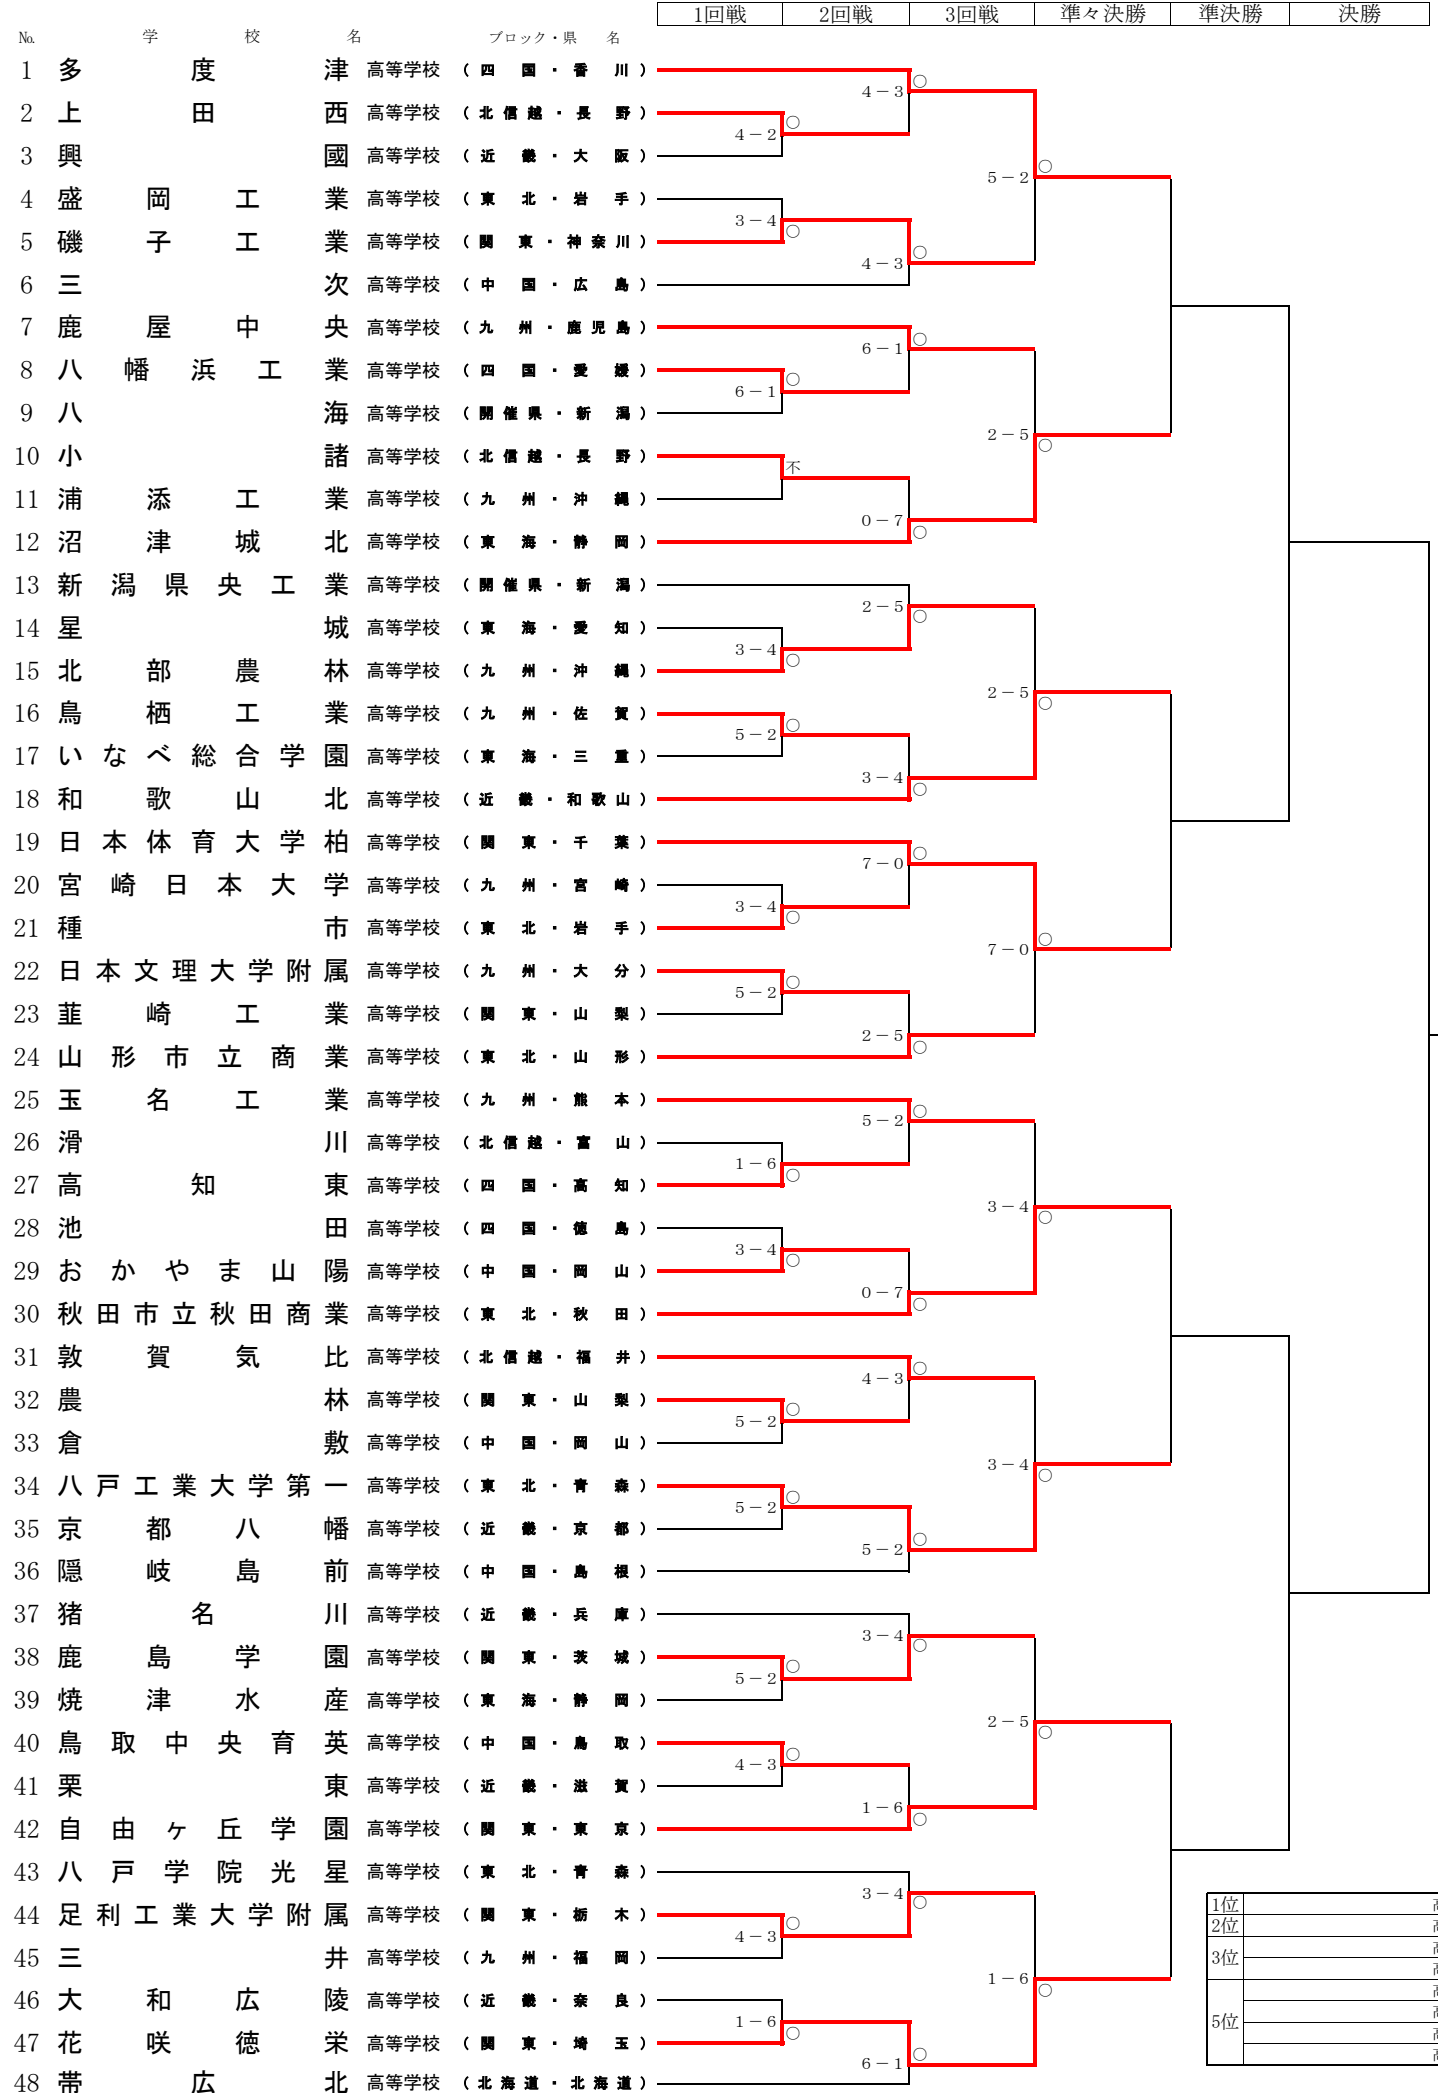 1回戦 2回戦 3回戦 準々決勝 準決勝 決勝
No. 学 校 名 ブロック・県 名
1 多度津 高等学校 (四国・香川)
4－3 ○
2 上田西 高等学校 (北信越・長野)
4－2 ○
3 興國 高等学校 (近畿・大阪)
5－2 ○
4 盛岡工業 高等学校 (東北・岩手)
3－4 ○
5 磯子工業 高等学校 (関東・神奈川)
4－3 ○
6 三次 高等学校 (中国・広島)
7 鹿屋中央 高等学校 (九州・鹿児島)
6－1 ○
8 八幡浜工業 高等学校 (四国・愛媛)
6－1 ○
9 八海 高等学校 (開催県・新潟)
2－5 ○
10 小諸 高等学校 (北信越・長野)
不
11 浦添工業 高等学校 (九州・沖縄)
0－7 ○
12 沼津城北 高等学校 (東海・静岡)
13 新潟県央工業 高等学校 (開催県・新潟)
2－5 ○
14 星城 高等学校 (東海・愛知)
3－4 ○
15 北部農林 高等学校 (九州・沖縄)
2－5 ○
16 鳥栖工業 高等学校 (九州・佐賀)
5－2 ○
17 いなべ総合学園 高等学校 (東海・三重)
3－4 ○
18 和歌山北 高等学校 (近畿・和歌山)
19 日本体育大学柏 高等学校 (関東・千葉)
7－0 ○
20 宮崎日本大学 高等学校 (九州・宮崎)
3－4 ○
21 種市 高等学校 (東北・岩手)
7－0 ○
22 日本文理大学附属 高等学校 (九州・大分)
5－2 ○
23 韮崎工業 高等学校 (関東・山梨)
2－5 ○
24 山形市立商業 高等学校 (東北・山形)
25 玉名工業 高等学校 (九州・熊本)
5－2 ○
26 滑川 高等学校 (北信越・富山)
1－6 ○
27 高知東 高等学校 (四国・高知)
3－4 ○
28 池田 高等学校 (四国・徳島)
3－4 ○
29 おかやま山陽 高等学校 (中国・岡山)
0－7 ○
30 秋田市立秋田商業 高等学校 (東北・秋田)
31 敦賀気比 高等学校 (北信越・福井)
4－3 ○
32 農林 高等学校 (関東・山梨)
5－2 ○
33 倉敷 高等学校 (中国・岡山)
3－4 ○
34 八戸工業大学第一 高等学校 (東北・青森)
5－2 ○
35 京都八幡 高等学校 (近畿・京都)
5－2 ○
36 隠岐島前 高等学校 (中国・島根)
37 猪名川 高等学校 (近畿・兵庫)
3－4 ○
38 鹿島学園 高等学校 (関東・茨城)
5－2 ○
39 焼津水産 高等学校 (東海・静岡)
2－5 ○
40 鳥取中央育英 高等学校 (中国・鳥取)
4－3 ○
41 栗東 高等学校 (近畿・滋賀)
1－6 ○
42 自由ヶ丘学園 高等学校 (関東・東京)
43 八戸学院光星 高等学校 (東北・青森)
3－4 ○
44 足利工業大学附属 高等学校 (関東・栃木)
4－3 ○
45 三井 高等学校 (九州・福岡)
1－6 ○
46 大和広陵 高等学校 (近畿・奈良)
1－6 ○
47 花咲徳栄 高等学校 (関東・埼玉)
6－1 ○
48 帯広北 高等学校 (北海道・北海道)
1位
2位
3位
5位